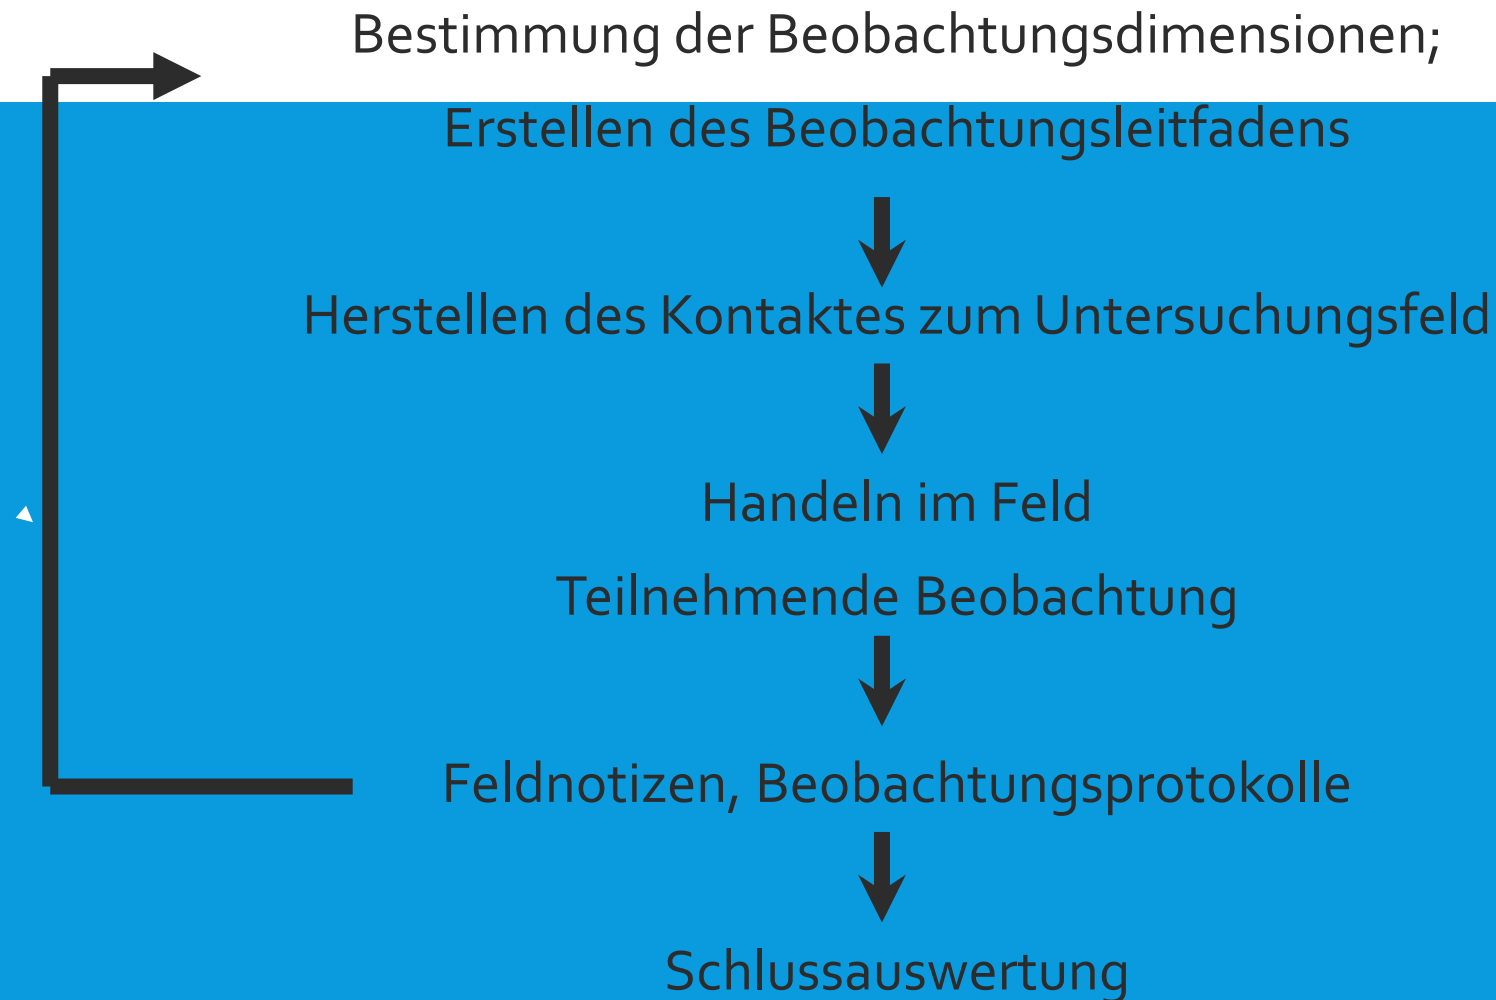 Bestimmung der Beobachtungsdimensionen;
Erstellen des Beobachtungsleitfadens
Herstellen des Kontaktes zum Untersuchungsfeld
Handeln im Feld
Teilnehmende Beobachtung
Feldnotizen, Beobachtungsprotokolle
Schlussauswertung